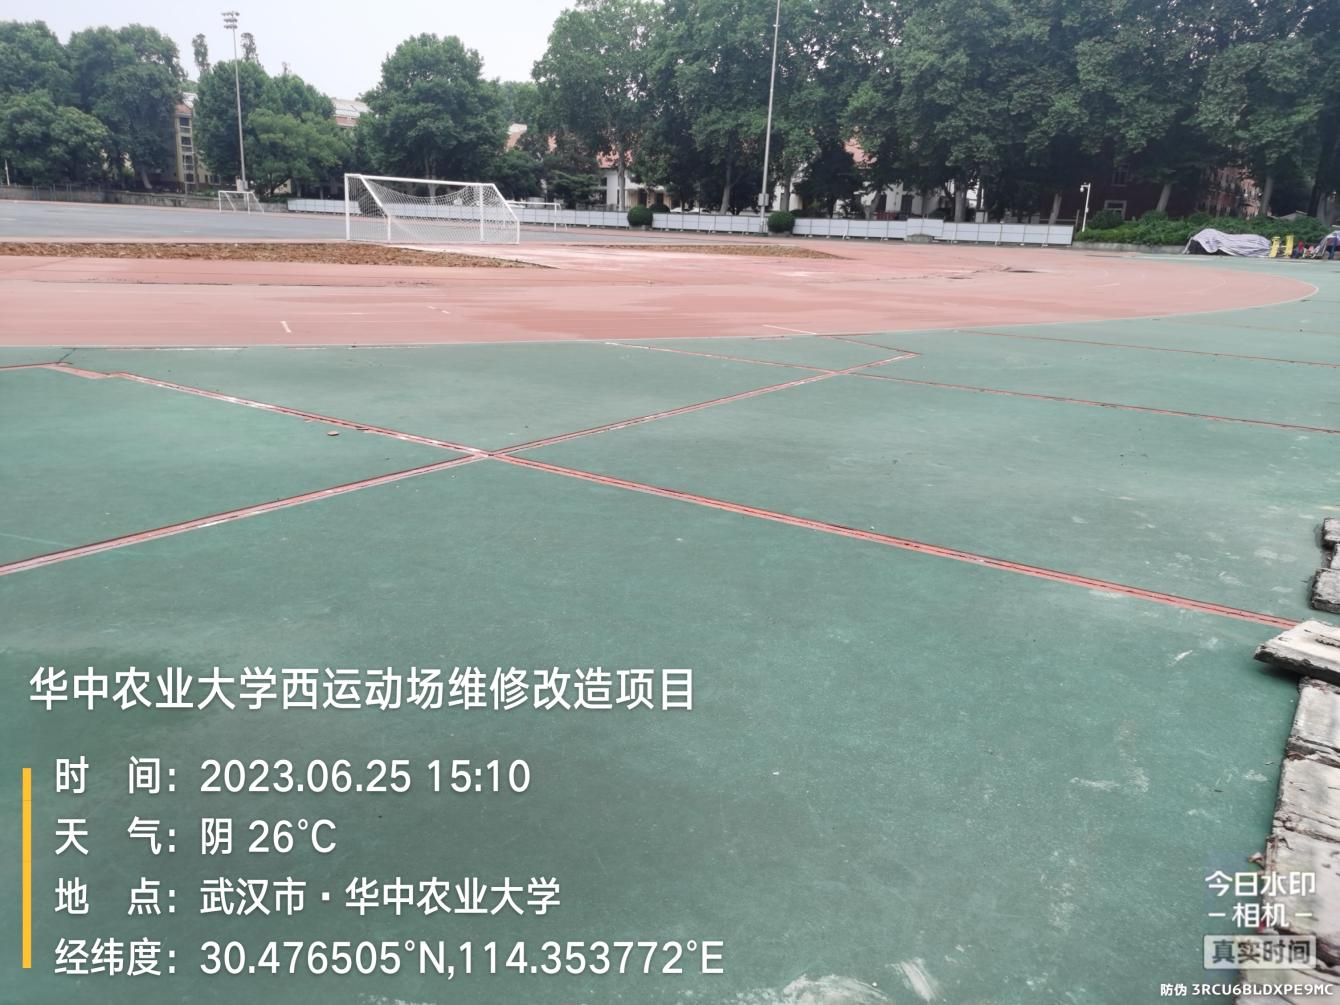 华中农业大学西运动场维修改造项目
时 间：2023.06.25 15:10
天 气：阴 26°C
地 点：武汉市·华中农业大学
经纬度：30.476505°N,114.353772°E
今日水印
-相机-
真实时间
防伪 3RCU6BLDXPE9MC